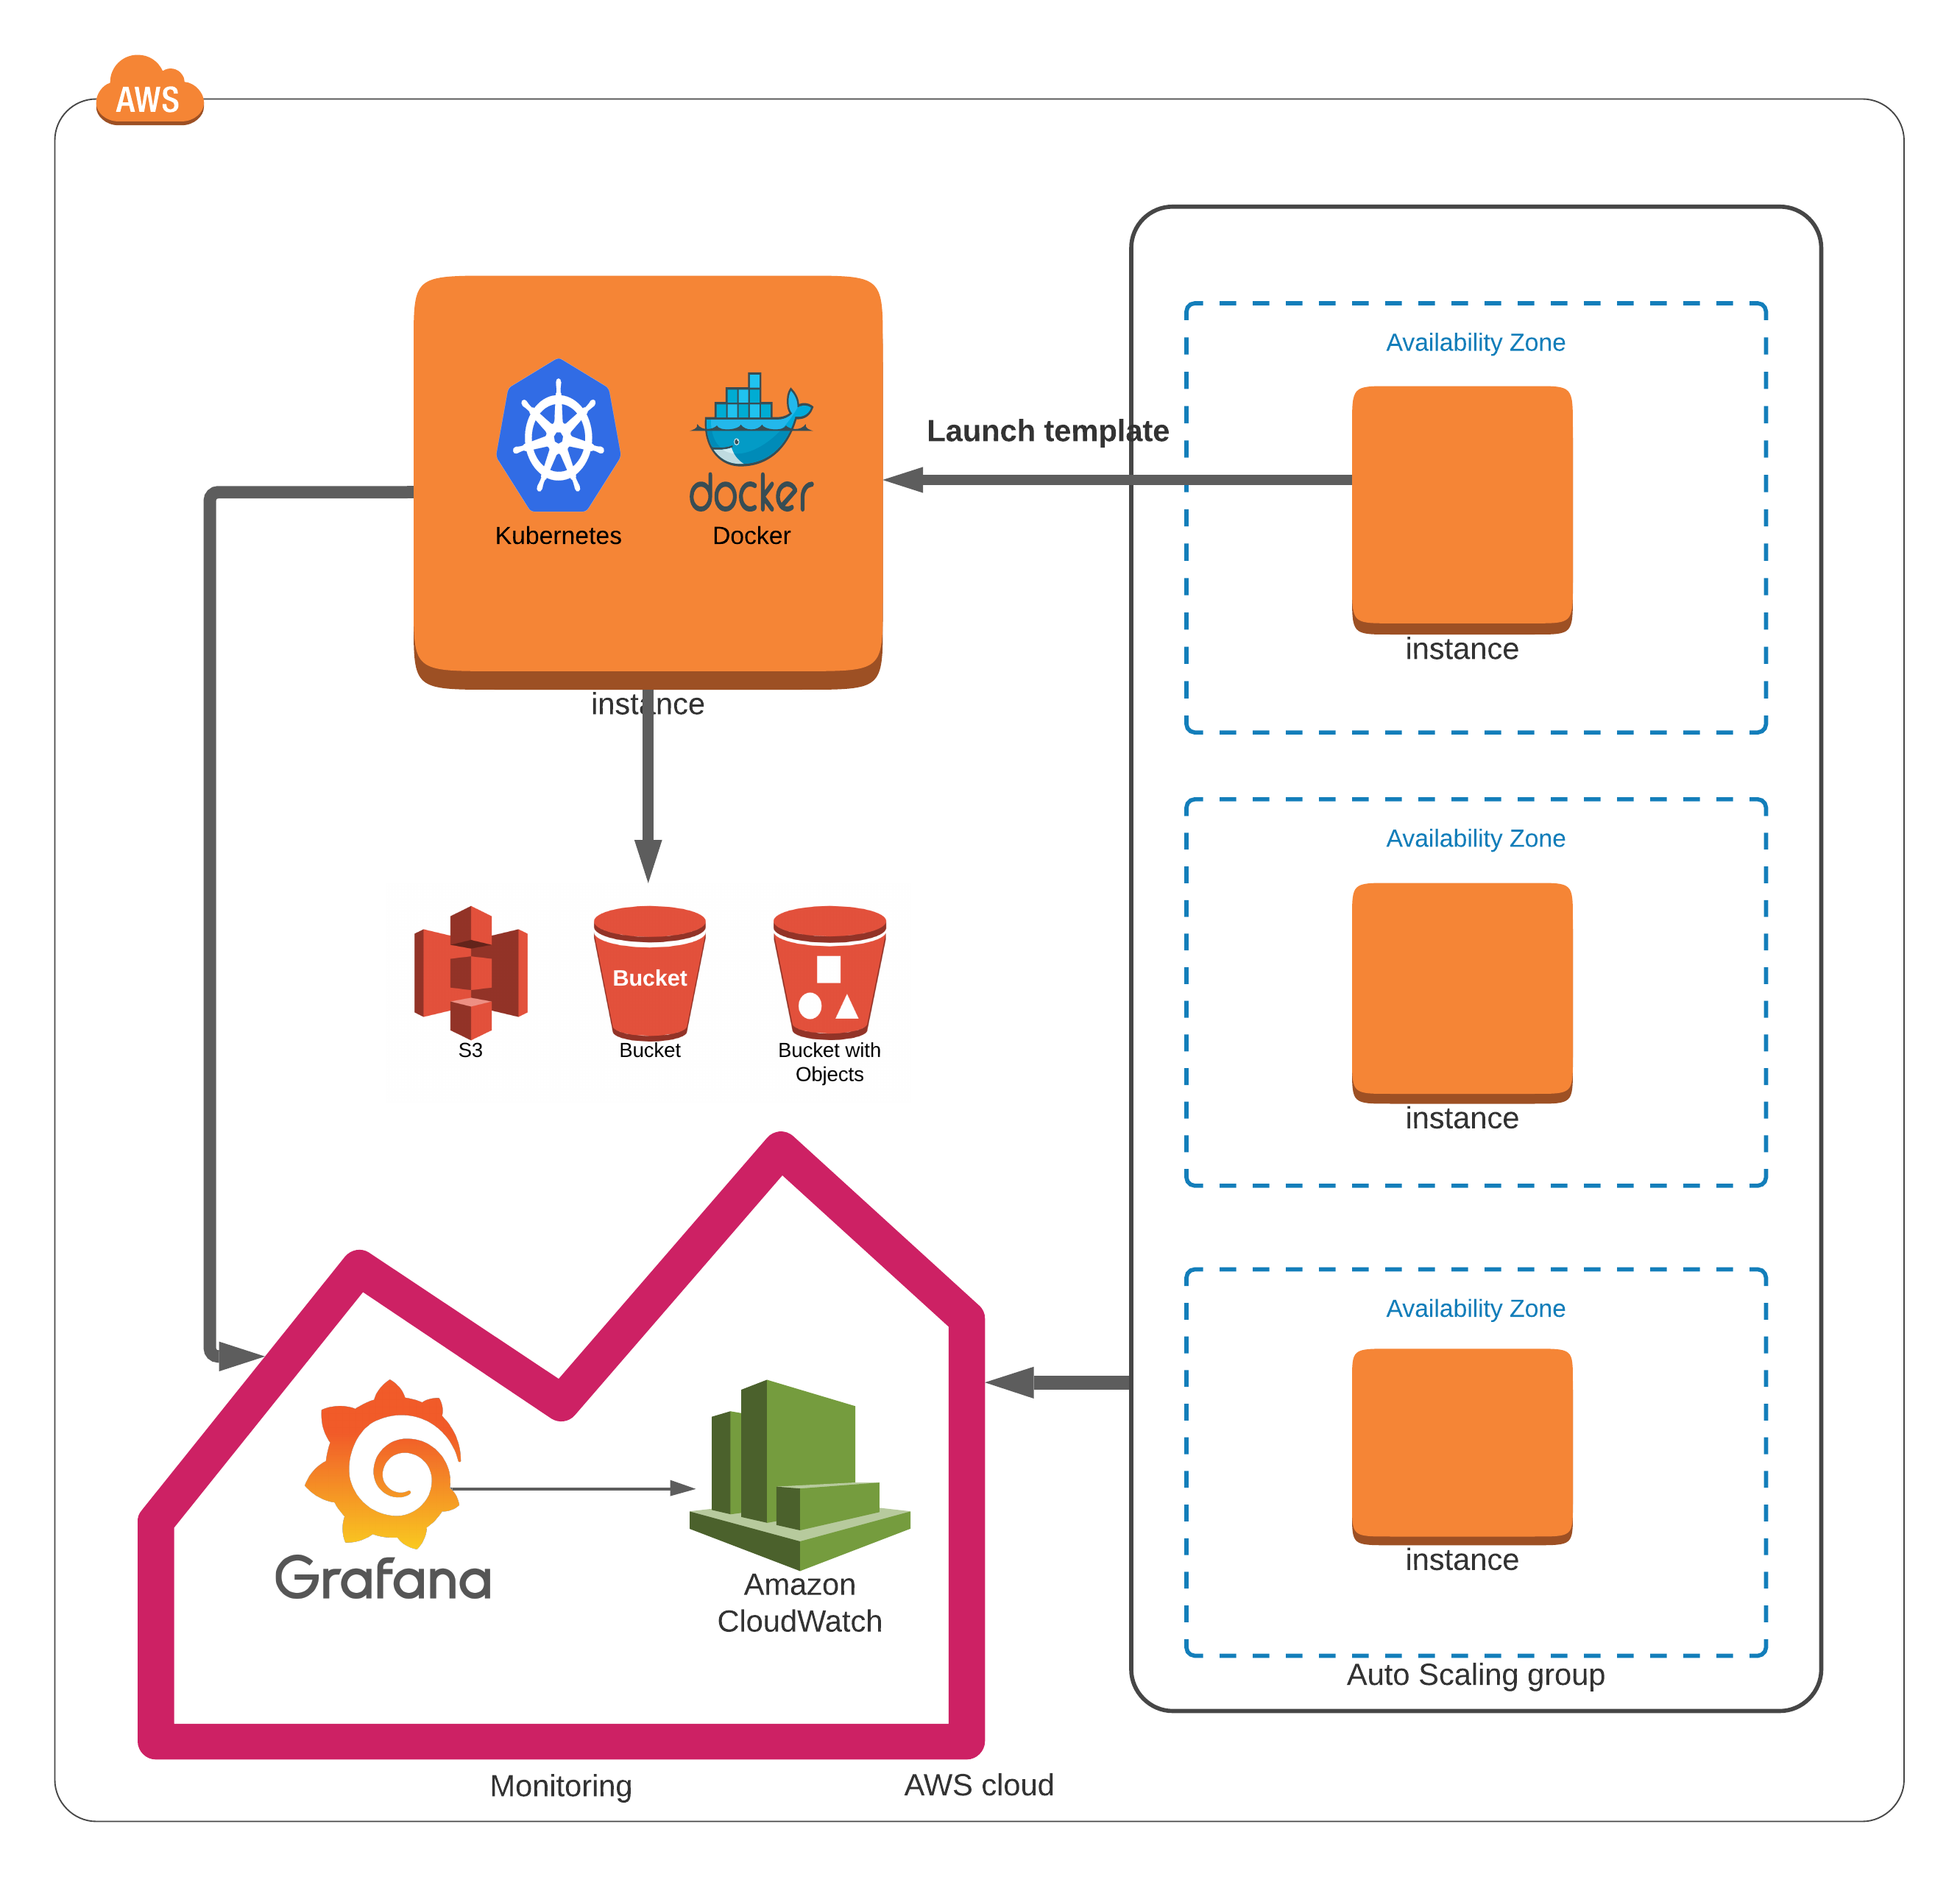 AWS
Availability Zone
Launch template
docker
Kubernetes
Docker
instance
instance
Availability Zone
Bucket
S3
Bucket
Bucket with
Objects
instance
Availability Zone
Grafana
instance
Amazon
CloudWatch
Auto Scaling group
Monitoring
AWS cloud